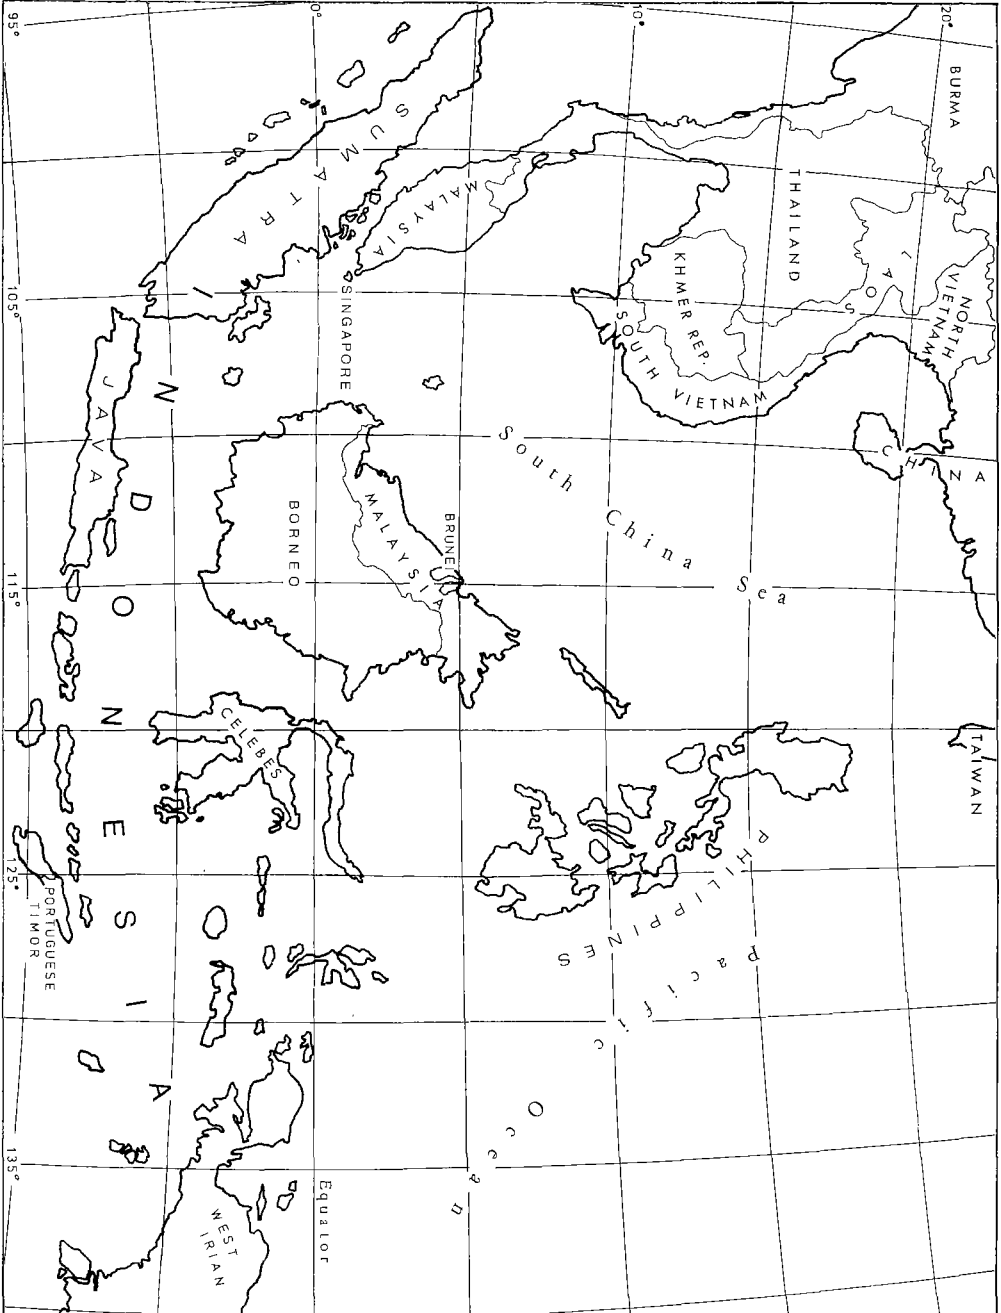 95°
105°
115°
125°
135°
0°
10°
20°
BURMA
THAILAND
LAOS
NORTH
VIETNAM
KHMER REP.
SOUTH VIETNAM
CHINA
TAIWAN
MALAYSIA
SINGAPORE
SUMATRA
South China Sea
BRUNEI
MALAYSIA
BORNEO
PHILIPPINES
Pacific Ocean
CELEBES
JAVA
INDONESIA
PORTUGUESE
TIMOR
WEST
IRIAN
Equator